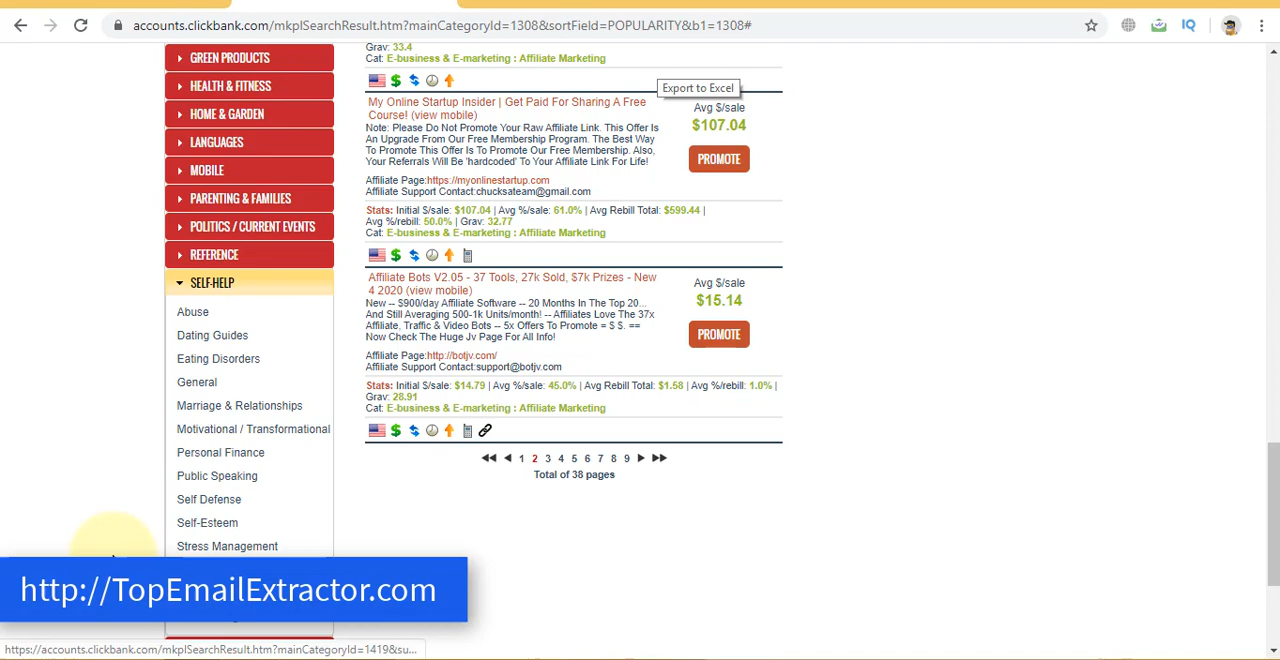 accounts.clickbank.com/mkplSearchResult.htm?mainCategoryId=1308&sortField=POPULARITY&b1=1308#
IQ
GREEN PRODUCTS
HEALTH & FITNESS
HOME & GARDEN
LANGUAGES
MOBILE
PARENTING & FAMILIES
POLITICS / CURRENT EVENTS
REFERENCE
SELF-HELP
Abuse
Dating Guides
Eating Disorders
General
Marriage & Relationships
Motivational / Transformational
Personal Finance
Public Speaking
Self Defense
Self-Esteem
Stress Management
Grav: 33.4
Cat: E-business & E-marketing : Affiliate Marketing
Export to Excel
My Online Startup Insider | Get Paid For Sharing A Free
Course! (view mobile)
Note: Please Do Not Promote Your Raw Affiliate Link. This Offer Is
An Upgrade From Our Free Membership Program. The Best Way
To Promote This Offer Is To Promote Our Free Membership. Also,
Your Referrals Will Be 'hardcoded' To Your Affiliate Link For Life!
Avg $/sale
$107.04
PROMOTE
Affiliate Page:https://myonlinestartup.com
Affiliate Support Contact:chucksateam@gmail.com
Stats: Initial $/sale: $107.04 | Avg %/sale: 61.0% | Avg Rebill Total: $599.44 |
Avg %/rebill: 50.0% | Grav: 32.77
Cat: E-business & E-marketing : Affiliate Marketing
Affiliate Bots V2.05 - 37 Tools, 27k Sold, $7k Prizes - New
4 2020 (view mobile)
New -- $900/day Affiliate Software -- 20 Months In The Top 20...
And Still Averaging 500-1k Units/month! -- Affiliates Love The 37x
Affiliate, Traffic & Video Bots -- 5x Offers To Promote = $ $. ==
Now Check The Huge Jv Page For All Info!
Avg $/sale
$15.14
PROMOTE
Affiliate Page:http://botjv.com/
Affiliate Support Contact:support@botjv.com
Stats: Initial $/sale: $14.79 | Avg %/sale: 45.0% | Avg Rebill Total: $1.58 | Avg %/rebill: 1.0% |
Grav: 28.91
Cat: E-business & E-marketing : Affiliate Marketing
1 2 3 4 5 6 7 8 9
Total of 38 pages
http://TopEmailExtractor.com
https://accounts.clickbank.com/mkplSearchResult.htm?mainCategoryId=1419&su...